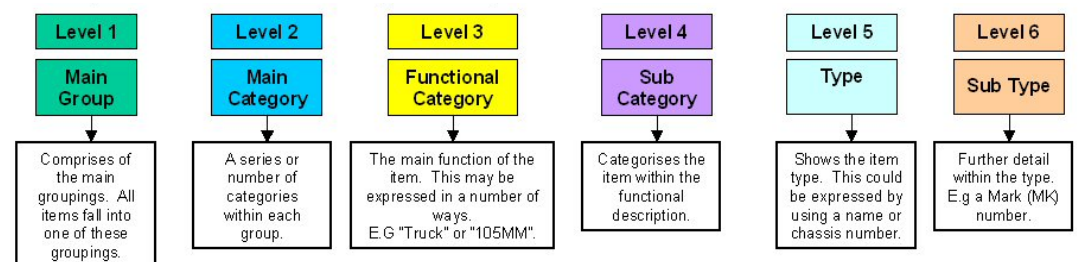 Level 1
Level 2
Level 3
Level 4
Level 5
Level 6
Main
Group
Main
Category
Functional
Category
Sub
Category
Type
Sub Type
Comprises of
the main
groupings. All
items fall into
one of these
groupings.
A series or
number of
categories
within each
group.
The main function of the
item. This may be
expressed in a number of
ways.
E.G "Truck" or "105MM".
Categorises the
item within the
functional
description.
Shows the item
type. This could
be expressed by
using a name or
chassis number.
Further detail
within the type.
E.g a Mark (MK)
number.